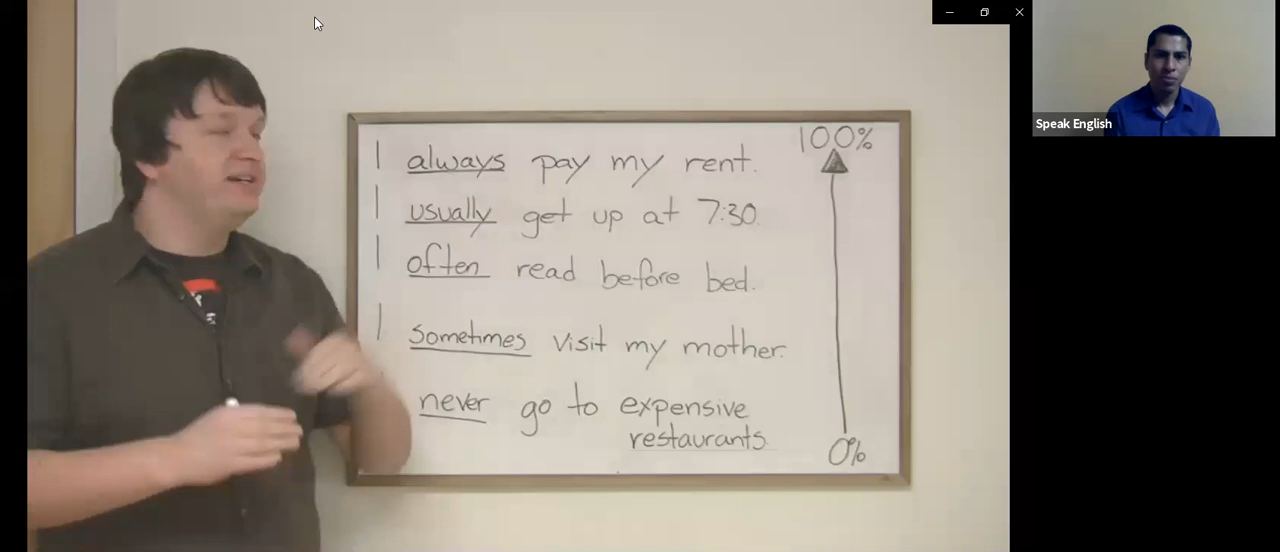 I always pay my rent.
I usually get up at 7:30.
I often read before bed.
I sometimes visit my mother.
never go to expensive
restaurants.
100%
0%
Speak English